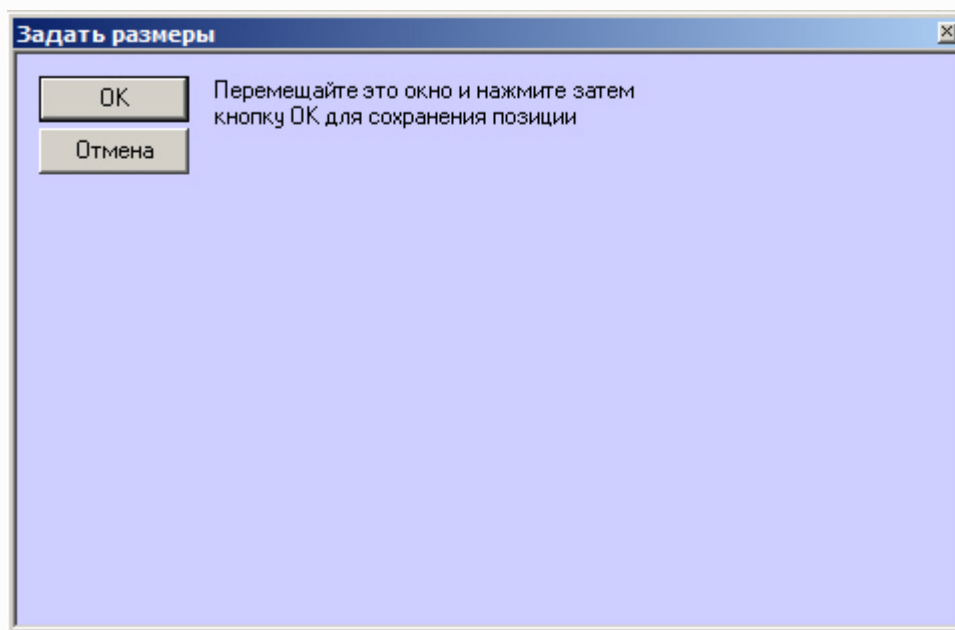 Задать размеры
OK
Перемещайте это окно и нажмите затем
кнопку OK для сохранения позиции
Отмена